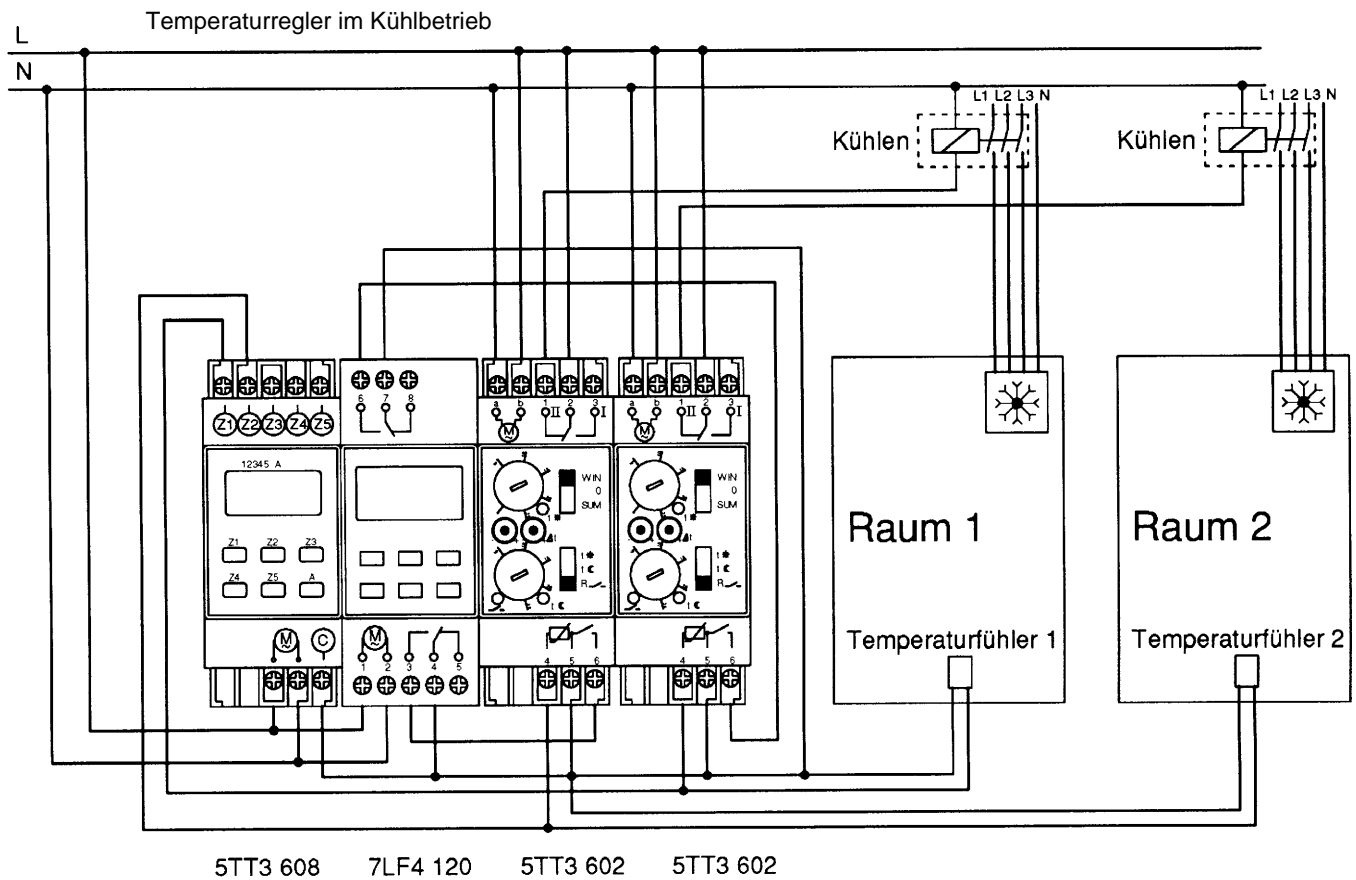 Temperaturregler im Kühlbetrieb
L
N
L1 L2 L3 N
L1 L2 L3 N
Kühlen
Kühlen
6 7 8
a b 1 2 3
II I
a b 1 2 3
II I
Z1 Z2 Z3 Z4 Z5
M
M
12345 A
WIN
0
SUM
WIN
0
SUM
Z1 Z2 Z3
Z4 Z5 A
t
t
R
t
t
R
Raum 1
Raum 2
M C
M
1 2 3 4 5
4 5 6
4 5 6
Temperaturfühler 1
Temperaturfühler 2
5TT3 608
7LF4 120
5TT3 602
5TT3 602